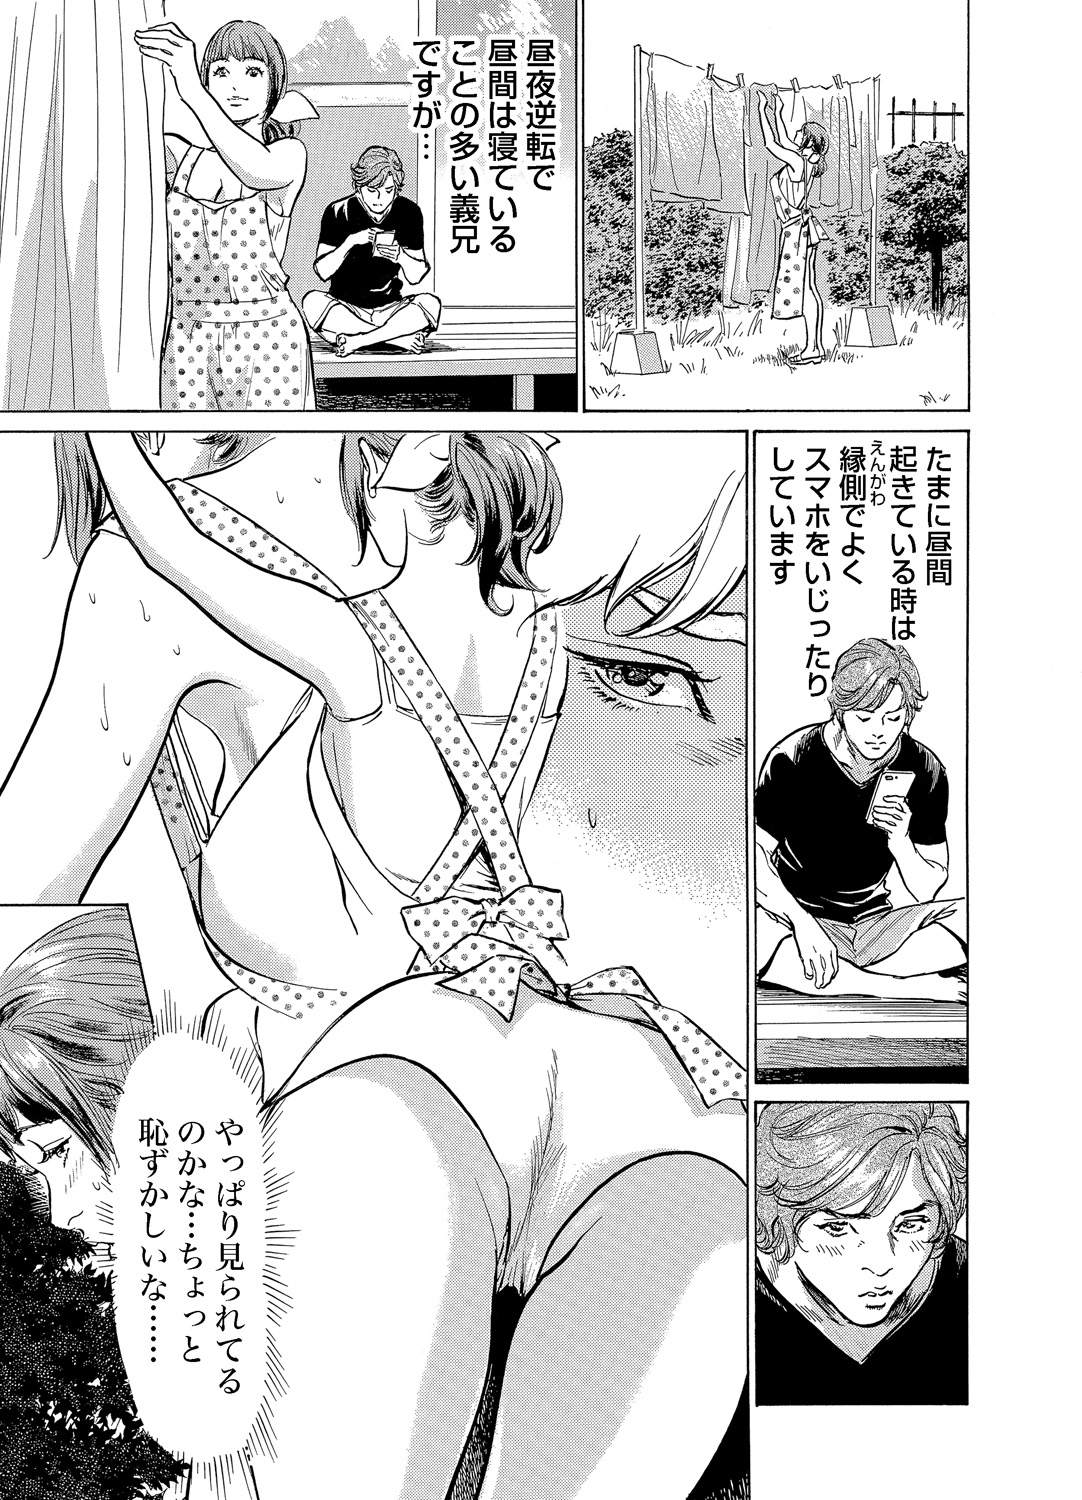 昼夜逆転で
昼間は寝ている
ことの多い義兄
ですが…
たまに昼間
起きている時は
縁側でよく
えんがわ
スマホをいじったり
しています
やっぱり見られてる
のかな…ちょっと
恥ずかしいな……